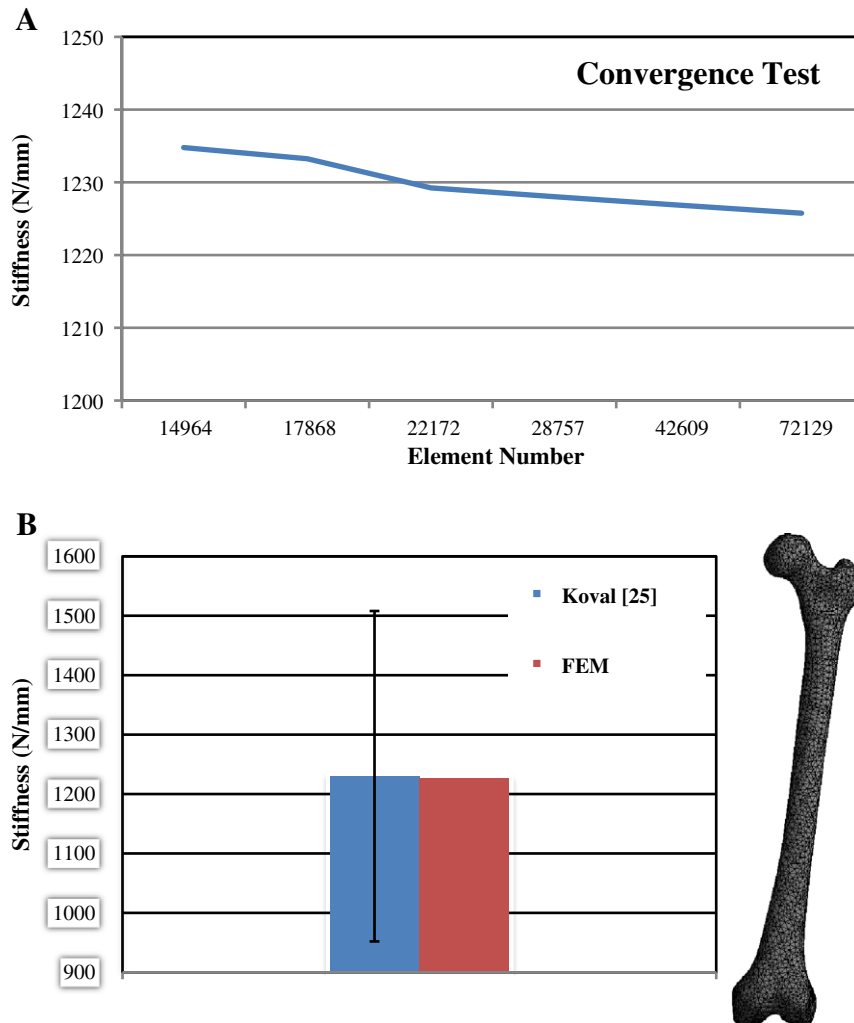 A
Convergence Test
Stiffness (N/mm)
1250
1240
1230
1220
1210
1200
14964 17868 22172 28757 42609 72129
Element Number
B
Stiffness (N/mm)
1600
1500
1400
1300
1200
1100
1000
900
Koval [25]
FEM